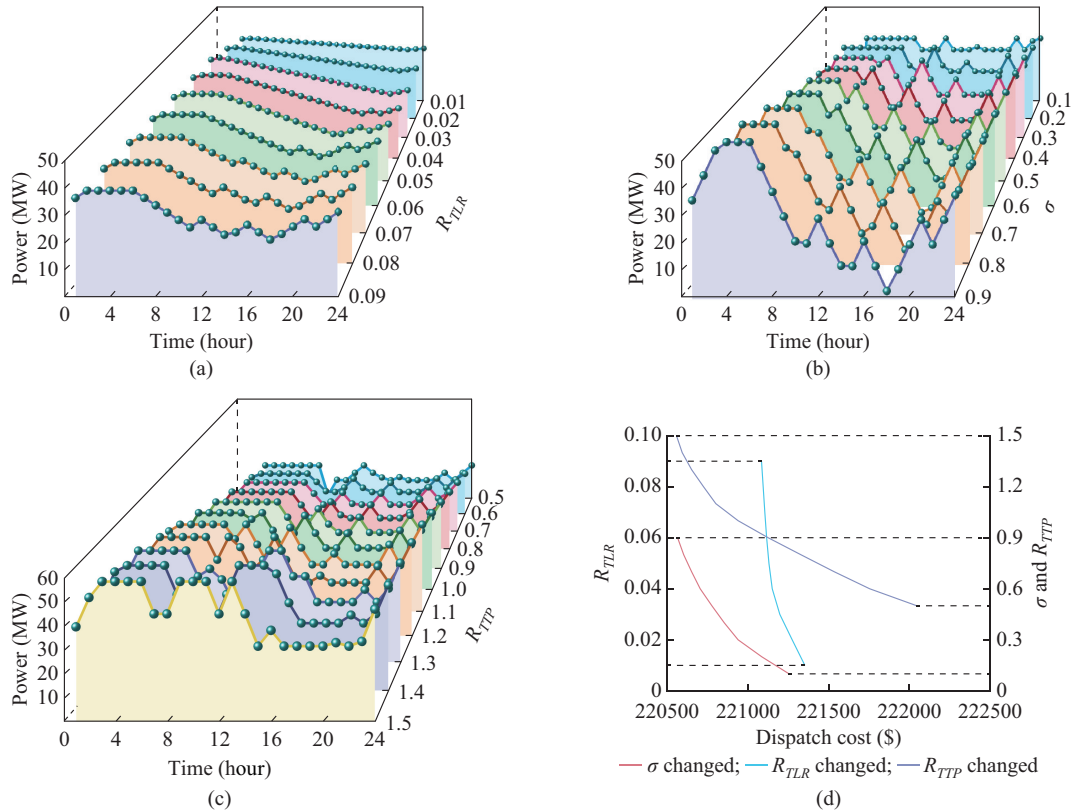 50
40
30
20
10
Power (MW)
0 4 8 12 16 20 24
Time (hour)
0.01
0.02
0.03
0.04
0.05
0.06
0.07
0.08
0.09
R_TLR
(a)
50
40
30
20
10
Power (MW)
0 4 8 12 16 20 24
Time (hour)
0.1
0.2
0.3
0.4
0.5
0.6
0.7
0.8
0.9
σ
(b)
60
50
40
30
20
10
Power (MW)
0 4 8 12 16 20 24
Time (hour)
0.5
0.6
0.7
0.8
0.9
1.0
1.1
1.2
1.3
1.4
1.5
R_TTP
(c)
0.10
0.08
0.06
0.04
0.02
0
R_TLR
1.5
1.2
0.9
0.6
0.3
0
σ and R_TTP
220500 221000 221500 222000 222500
Dispatch cost ($)
σ changed; R_TLR changed; R_TTP changed
(d)